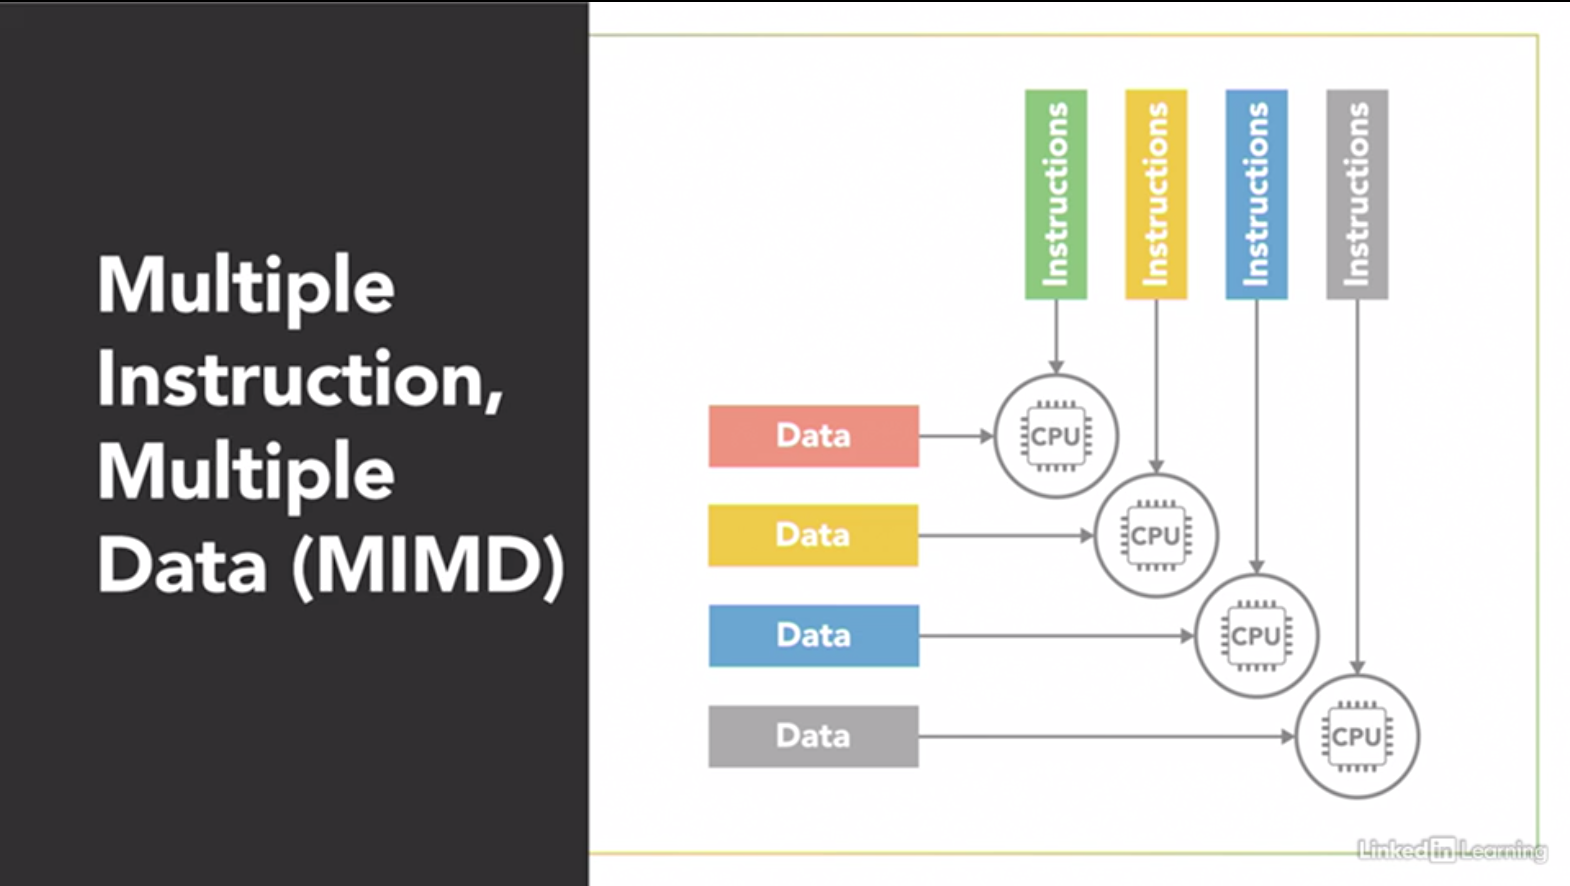 Multiple
Instruction,
Multiple
Data (MIMD)
Instructions
Instructions
Instructions
Instructions
Data
CPU
Data
CPU
Data
CPU
Data
CPU
Linked in Learning